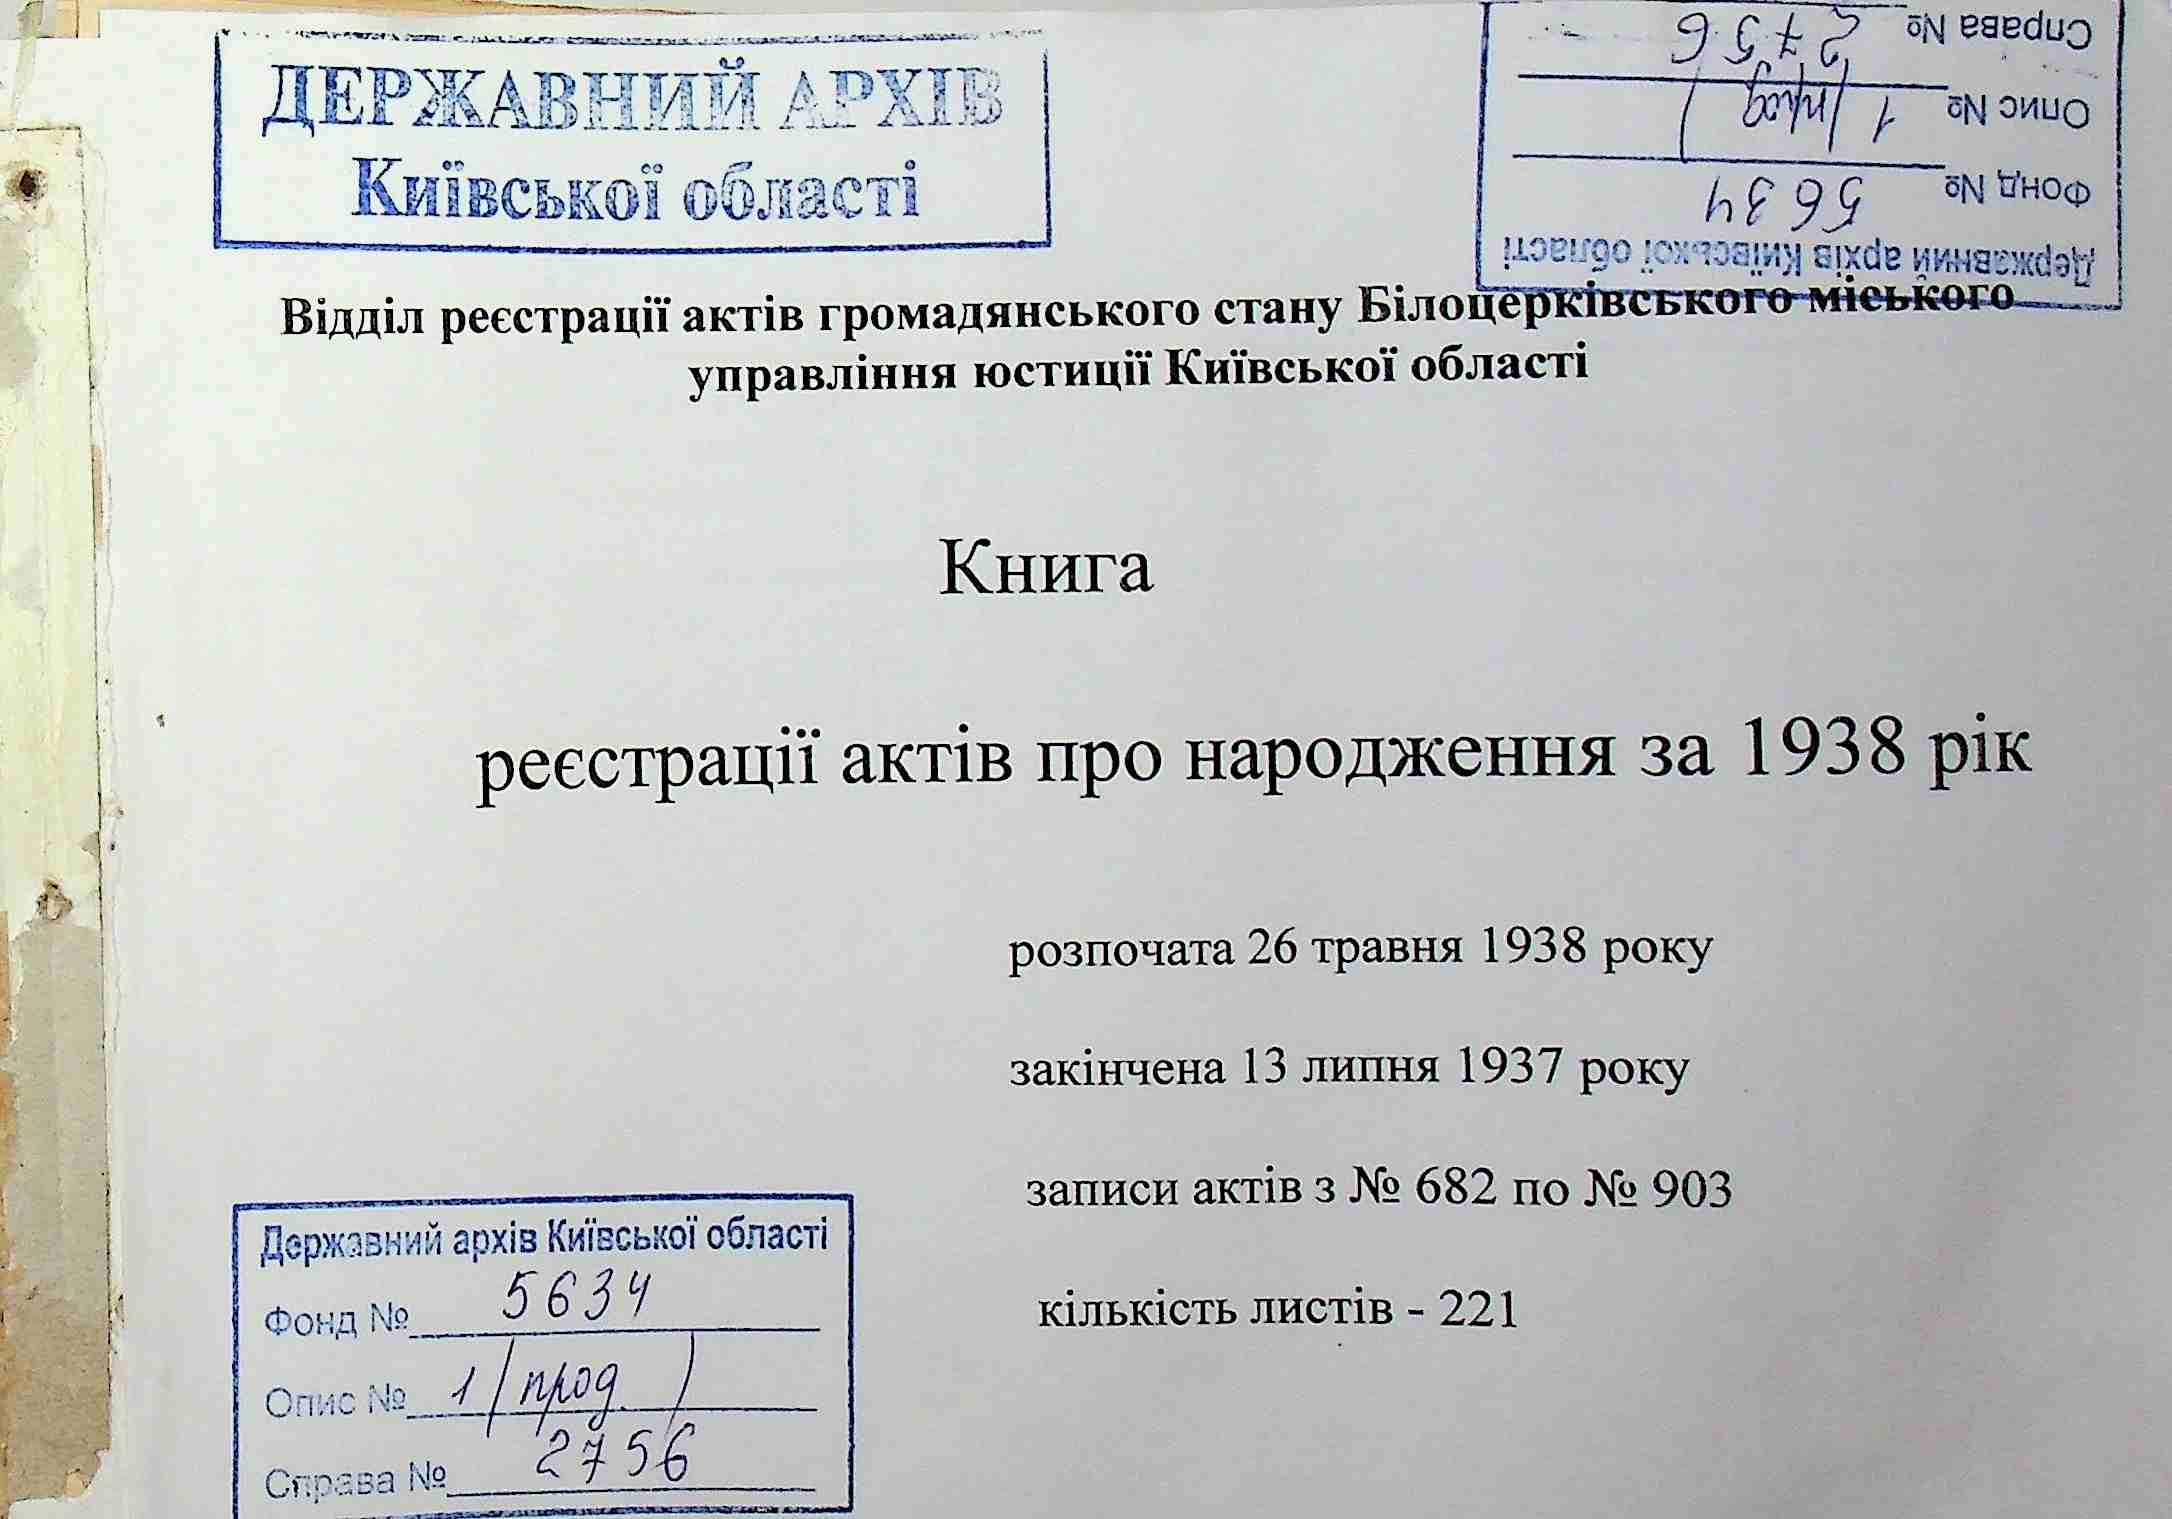 ДЕРЖАВНИЙ АРХІВ
Київської області
Державний архів Київської області
Фонд № 5634
Опис № 1 (прод)
Справа № 2756
Відділ реєстрації актів громадянського стану Білоцерківського міського
управління юстиції Київської області
Книга
реєстрації актів про народження за 1938 рік
розпочата 26 травня 1938 року
закінчена 13 липня 1937 року
записи актів з № 682 по № 903
кількість листів - 221
Державний архів Київської області
Фонд № 5634
Опис № 1 (прод.)
Справа № 2756